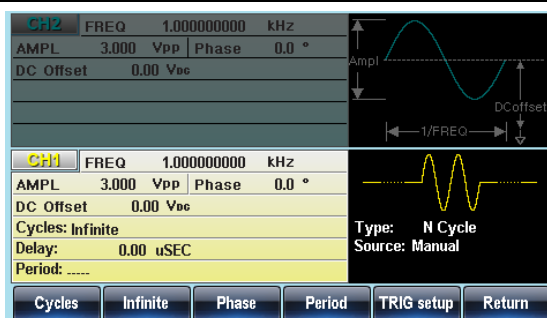 CH2 FREQ 1.000000000 kHz
AMPL 3.000 Vpp Phase 0.0 °
DC Offset 0.00 VDC
Ampl
DCoffset
1/FREQ
CH1 FREQ 1.000000000 kHz
AMPL 3.000 Vpp Phase 0.0 °
DC Offset 0.00 VDC
Cycles: Infinite
Delay: 0.00 uSEC
Period: -----
Type: N Cycle
Source: Manual
Cycles Infinite Phase Period TRIG setup Return